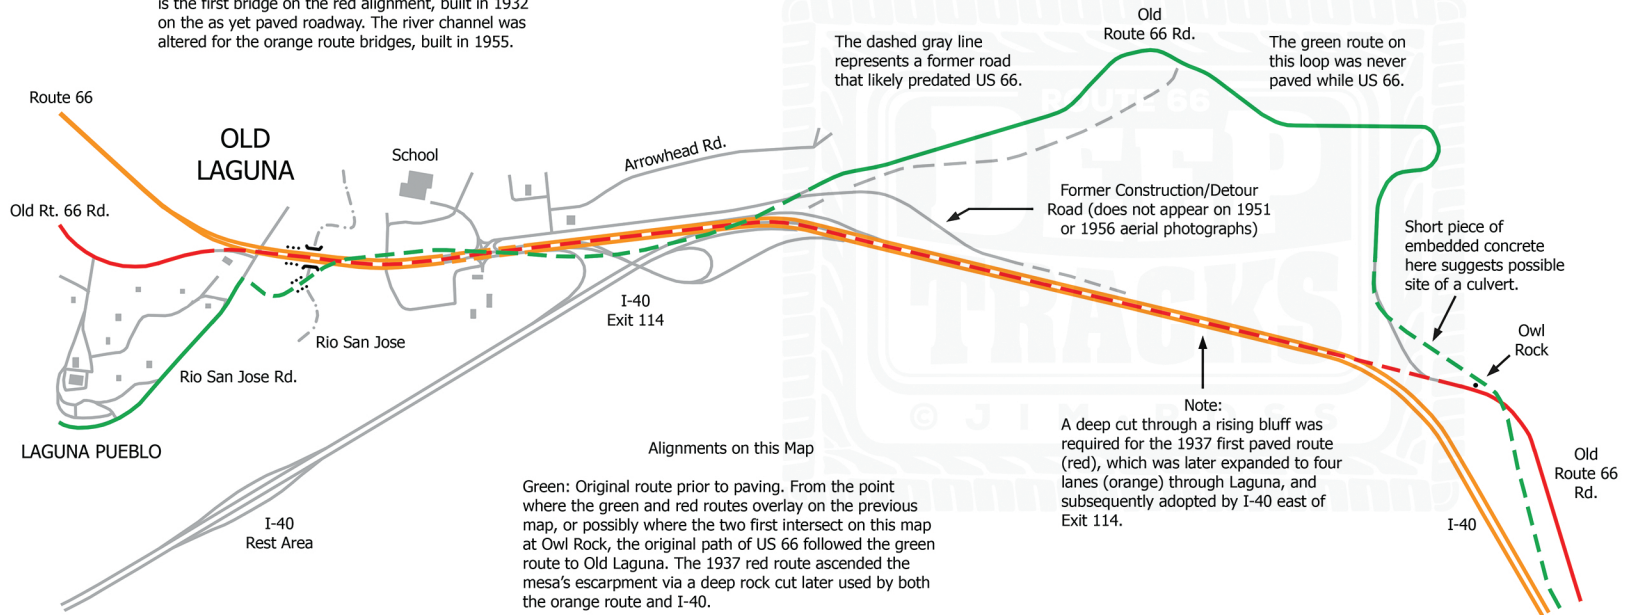 is the first bridge on the red alignment, built in 1932
on the as yet paved roadway. The river channel was
altered for the orange route bridges, built in 1955.
Old
Route 66 Rd.
The dashed gray line
represents a former road
that likely predated US 66.
The green route on
this loop was never
paved while US 66.
Route 66
OLD
LAGUNA
School
Arrowhead Rd.
Old Rt. 66 Rd.
Former Construction/Detour
Road (does not appear on 1951
or 1956 aerial photographs)
Short piece of
embedded concrete
here suggests possible
site of a culvert.
I-40
Exit 114
Rio San Jose
Owl
Rock
Rio San Jose Rd.
LAGUNA PUEBLO
Note:
A deep cut through a rising bluff was
required for the 1937 first paved route
(red), which was later expanded to four
lanes (orange) through Laguna, and
subsequently adopted by I-40 east of
Exit 114.
Alignments on this Map
Green: Original route prior to paving. From the point
where the green and red routes overlay on the previous
map, or possibly where the two first intersect on this map
at Owl Rock, the original path of US 66 followed the green
route to Old Laguna. The 1937 red route ascended the
mesa's escarpment via a deep rock cut later used by both
the orange route and I-40.
I-40
Rest Area
Old
Route 66
Rd.
I-40
ROUTE 66
DEEP
TRACKS
© JIM ROSS